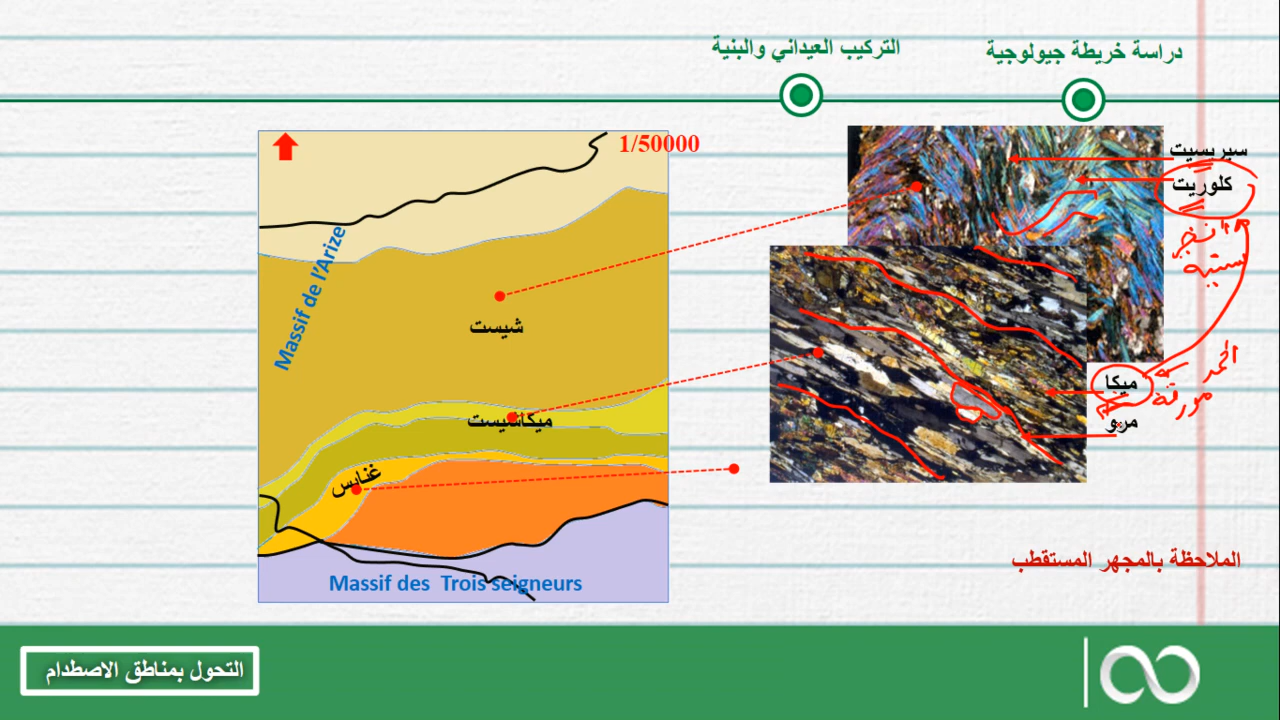 دراسة خريطة جيولوجية
التركيب العيداني والبنية
1/50000
سيريسيت
كلوريت
Massif de l'Arize
شيست
ميكا
مرو
ميكاشيست
غنايس
الملاحظة بالمجهر المستقطب
Massif des Trois seigneurs
التحول بمناطق الاصطدام